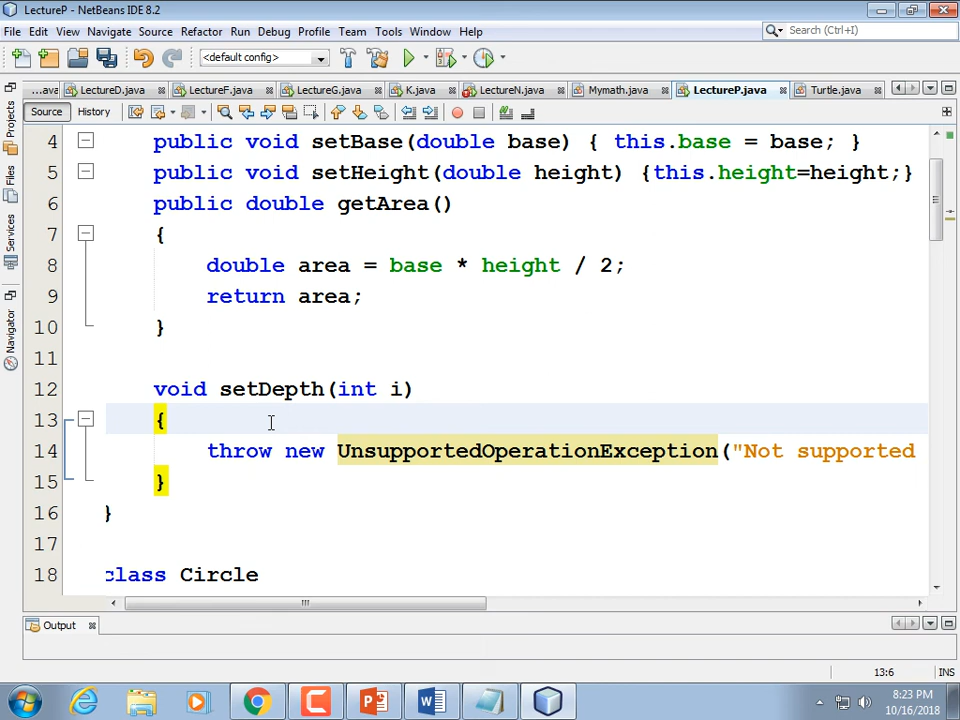 LectureP - NetBeans IDE 8.2
File Edit View Navigate Source Refactor Run Debug Profile Team Tools Window Help
Search (Ctrl+I)
<default config>
...ava LectureD.java LectureF.java LectureG.java K.java LectureN.java Mymath.java LectureP.java Turtle.java
Source History
Projects
Files
Services
Navigator
4 public void setBase(double base) { this.base = base; }
5 public void setHeight(double height) {this.height=height;}
6 public double getArea()
7 {
8 double area = base * height / 2;
9 return area;
10 }
11
12 void setDepth(int i)
13 {
14 throw new UnsupportedOperationException("Not supported
15 }
16 }
17
18 class Circle
Output
13:6 INS
8:23 PM
10/16/2018